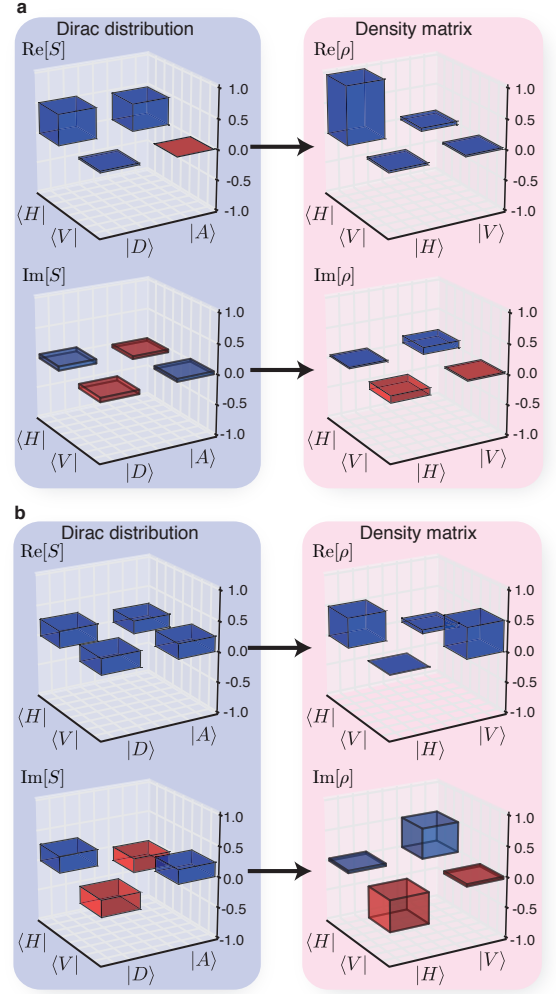 a
Dirac distribution
Density matrix
Re[S]
Re[ρ]
1.0
0.5
0.0
-0.5
-1.0
1.0
0.5
0.0
-0.5
-1.0
⟨H|
⟨V|
|D⟩
|A⟩
⟨H|
⟨V|
|H⟩
|V⟩
Im[S]
Im[ρ]
1.0
0.5
0.0
-0.5
-1.0
1.0
0.5
0.0
-0.5
-1.0
⟨H|
⟨V|
|D⟩
|A⟩
⟨H|
⟨V|
|H⟩
|V⟩
b
Dirac distribution
Density matrix
Re[S]
Re[ρ]
1.0
0.5
0.0
-0.5
-1.0
1.0
0.5
0.0
-0.5
-1.0
⟨H|
⟨V|
|D⟩
|A⟩
⟨H|
⟨V|
|H⟩
|V⟩
Im[S]
Im[ρ]
1.0
0.5
0.0
-0.5
-1.0
1.0
0.5
0.0
-0.5
-1.0
⟨H|
⟨V|
|D⟩
|A⟩
⟨H|
⟨V|
|H⟩
|V⟩